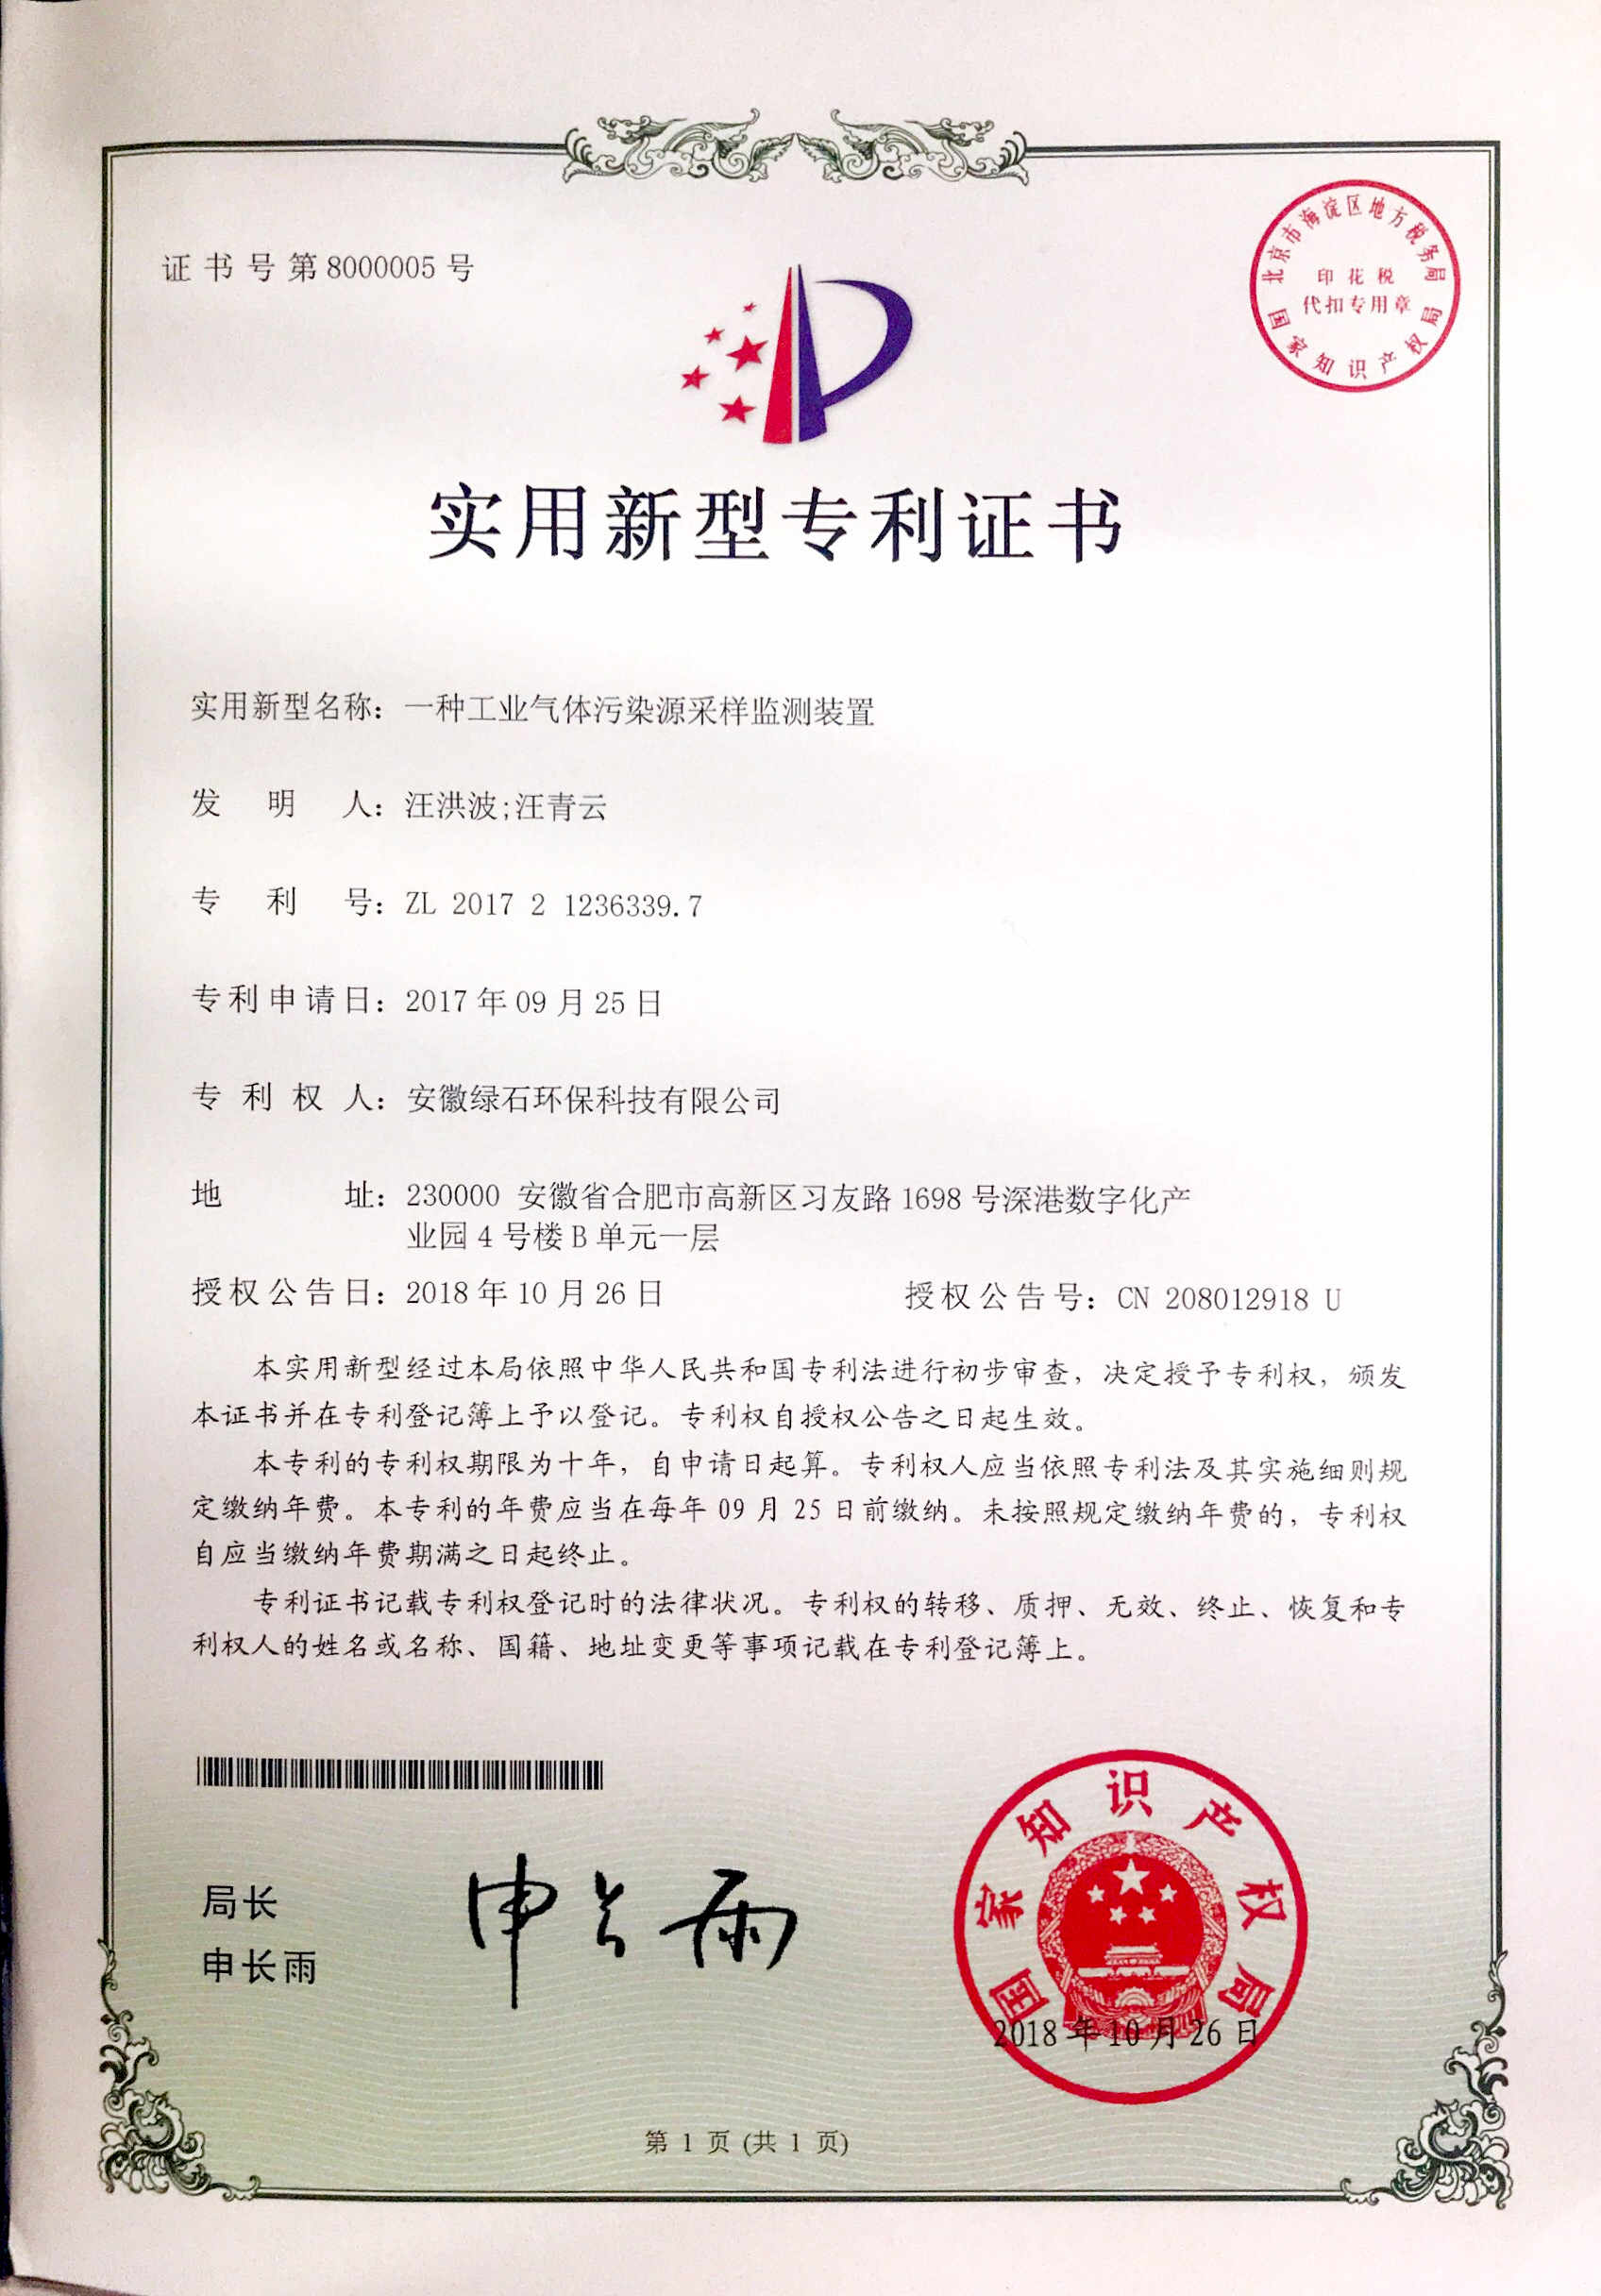 证书号第8000005号
北京市海淀区地方税务局
印花税
代扣专用章
国家知识产权局
实用新型专利证书
实用新型名称：一种工业气体污染源采样监测装置
发明人：汪洪波;汪青云
专利号：ZL 2017 2 1236339.7
专利申请日：2017年09月25日
专利权人：安徽绿石环保科技有限公司
地址：230000 安徽省合肥市高新区习友路1698号深港数字化产
业园4号楼B单元一层
授权公告日：2018年10月26日 授权公告号：CN 208012918 U
本实用新型经过本局依照中华人民共和国专利法进行初步审查，决定授予专利权，颁发
本证书并在专利登记簿上予以登记。专利权自授权公告之日起生效。
本专利的专利权期限为十年，自申请日起算。专利权人应当依照专利法及其实施细则规
定缴纳年费。本专利的年费应当在每年09月25日前缴纳。未按照规定缴纳年费的，专利权
自应当缴纳年费期满之日起终止。
专利证书记载专利权登记时的法律状况。专利权的转移、质押、无效、终止、恢复和专
利权人的姓名或名称、国籍、地址变更等事项记载在专利登记簿上。
局长
申长雨
申长雨
国家知识产权局
2018年10月26日
第 1 页 (共 1 页)